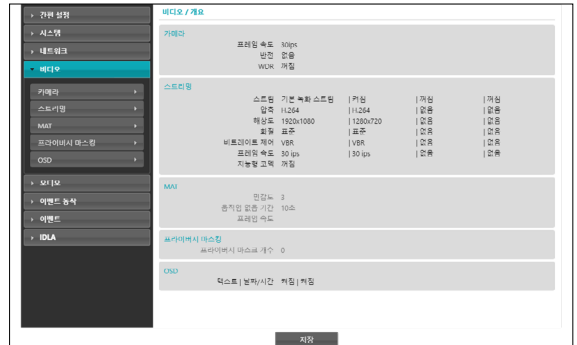 간편 설정
시스템
네트워크
비디오
카메라
스트리밍
MAT
프라이버시 마스킹
OSD
오디오
이벤트 동작
이벤트
IDLA
비디오 / 개요
카메라
프레임 속도 30ips
반전 없음
WDR 꺼짐
스트리밍
스트림 기본 녹화 스트림 | 켜짐 | 꺼짐 | 꺼짐
압축 H.264 | H.264 | 없음 | 없음
해상도 1920x1080 | 1280x720 | 없음 | 없음
화질 표준 | 표준 | 없음 | 없음
비트레이트 제어 VBR | VBR | 없음 | 없음
프레임 속도 30 ips | 30 ips | 없음 | 없음
지능형 코덱 꺼짐
MAT
민감도 3
움직임 없음 기간 10초
프레임 속도
프라이버시 마스킹
프라이버시 마스크 개수 0
OSD
텍스트 | 날짜/시간 켜짐 | 켜짐
저장